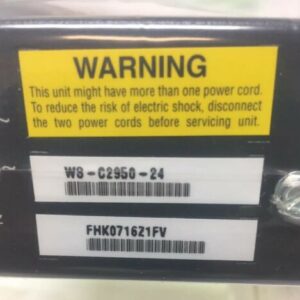 WARNING
This unit might have more than one power cord.
To reduce the risk of electric shock, disconnect
the two power cords before servicing unit.
WS-C2950-24
FHK0716Z1FV